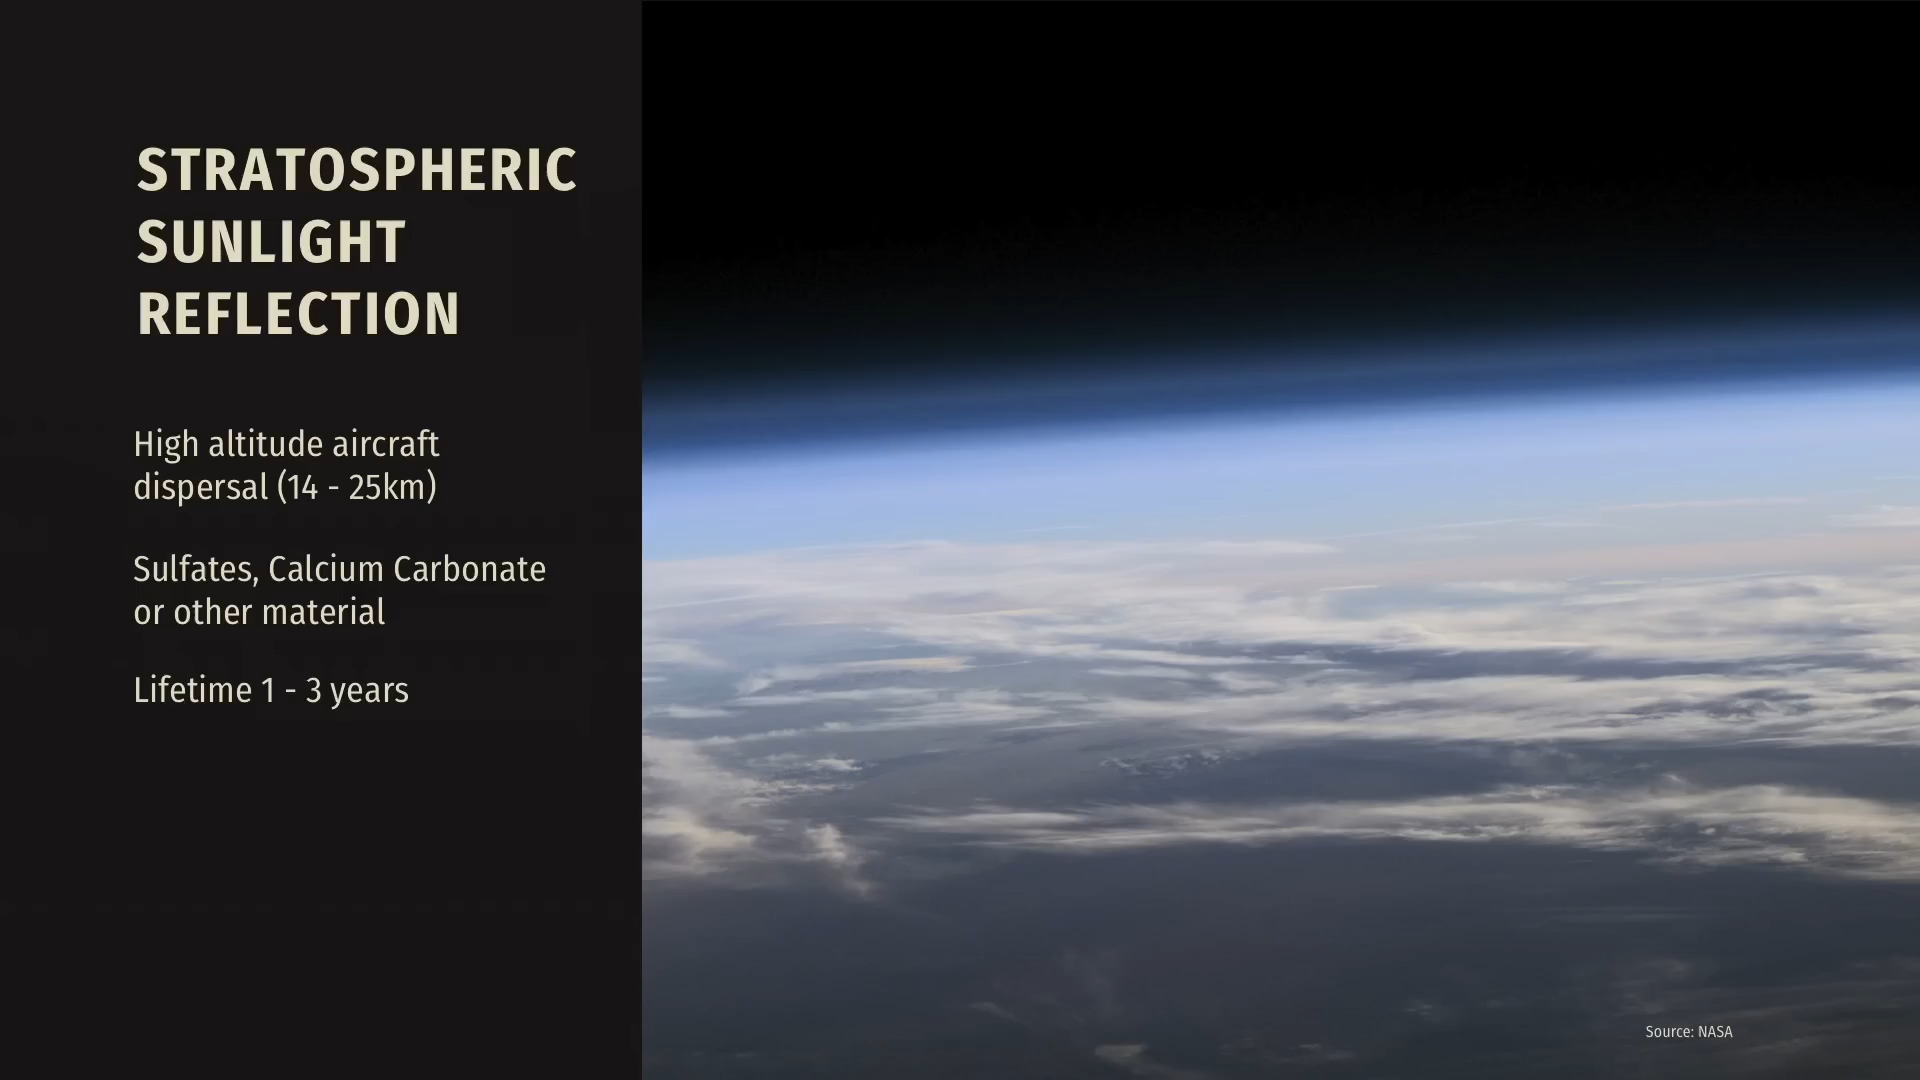 STRATOSPHERIC
SUNLIGHT
REFLECTION
High altitude aircraft
dispersal (14 - 25km)
Sulfates, Calcium Carbonate
or other material
Lifetime 1 - 3 years
Source: NASA